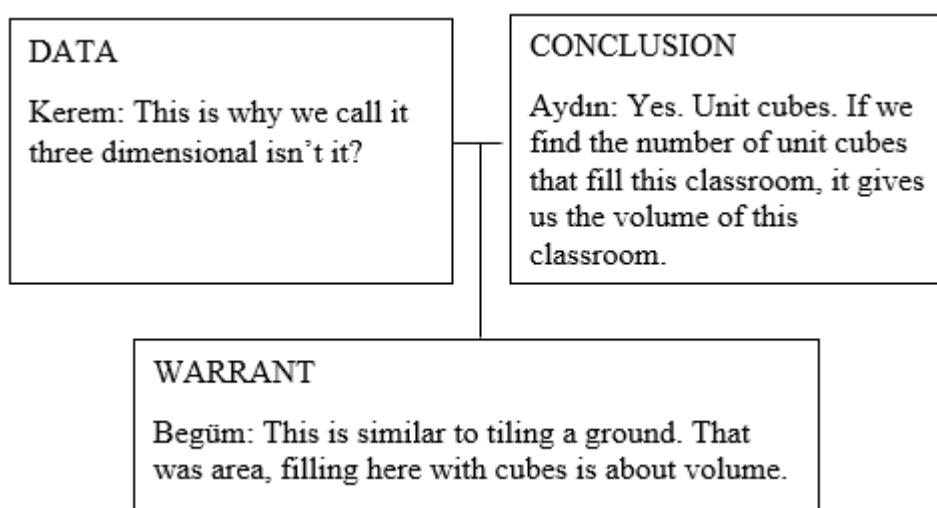 DATA
Kerem: This is why we call it
three dimensional isn't it?
CONCLUSION
Aydın: Yes. Unit cubes. If we
find the number of unit cubes
that fill this classroom, it gives
us the volume of this
classroom.
WARRANT
Begüm: This is similar to tiling a ground. That
was area, filling here with cubes is about volume.